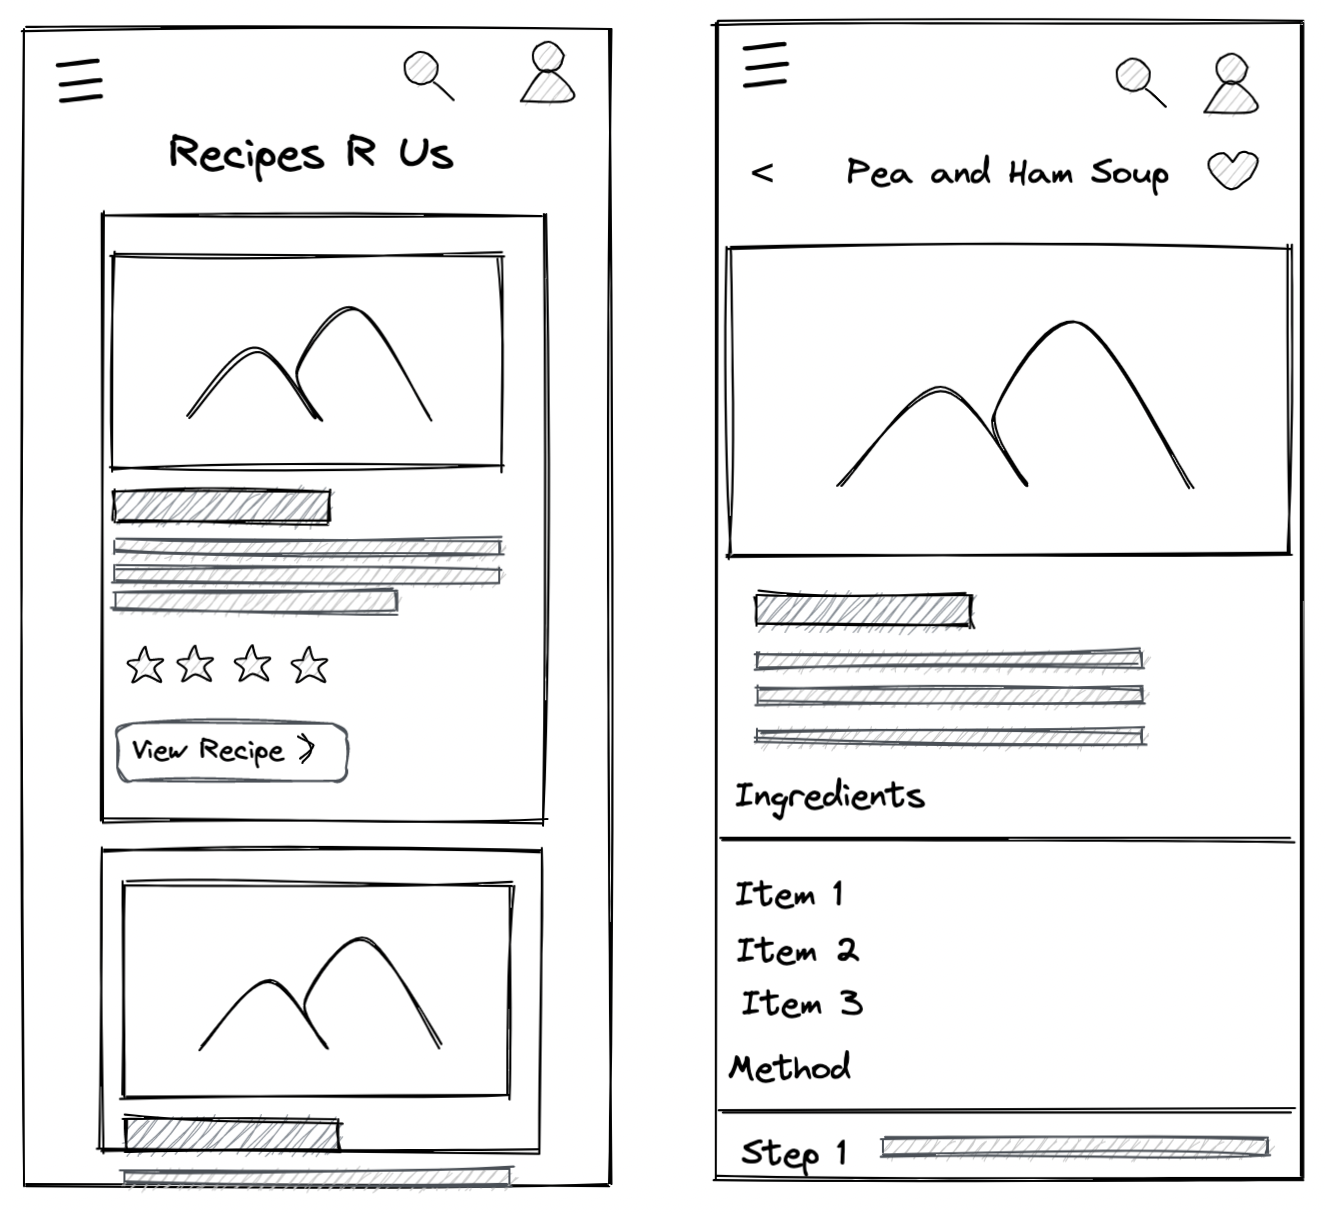 Recipes R Us
View Recipe
< Pea and Ham Soup
Ingredients
Item 1
Item 2
Item 3
Method
Step 1